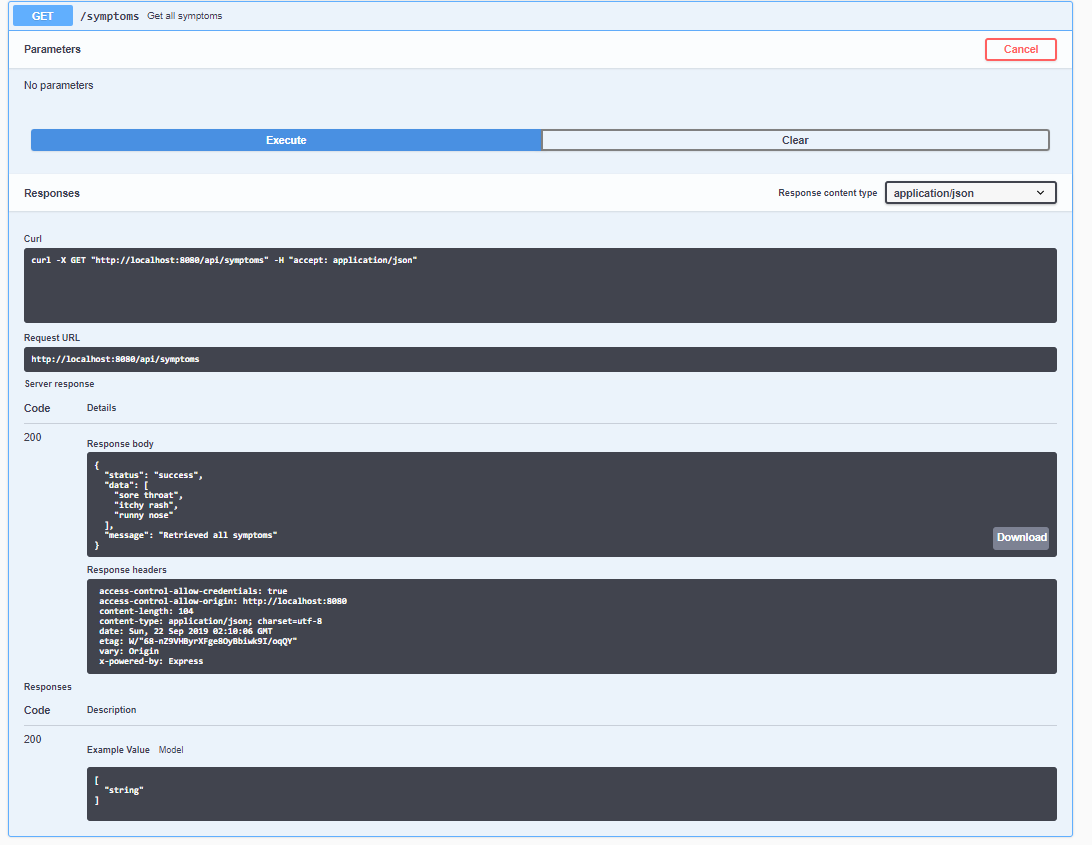 GET /symptoms Get all symptoms
Parameters Cancel
No parameters
Execute Clear
Responses Response content type application/json
Curl
curl -X GET "http://localhost:8080/api/symptoms" -H "accept: application/json"
Request URL
http://localhost:8080/api/symptoms
Server response
Code Details
200
Response body
{
"status": "success",
"data": [
"sore throat",
"itchy rash",
"runny nose"
],
"message": "Retrieved all symptoms"
}
Download
Response headers
access-control-allow-credentials: true
access-control-allow-origin: http://localhost:8080
content-length: 104
content-type: application/json; charset=utf-8
date: Sun, 22 Sep 2019 02:10:06 GMT
etag: W/"68-nZ9VHByrXFgeBOyBbiwk9I/oqQY"
vary: Origin
x-powered-by: Express
Responses
Code Description
200
Example Value Model
[
"string"
]